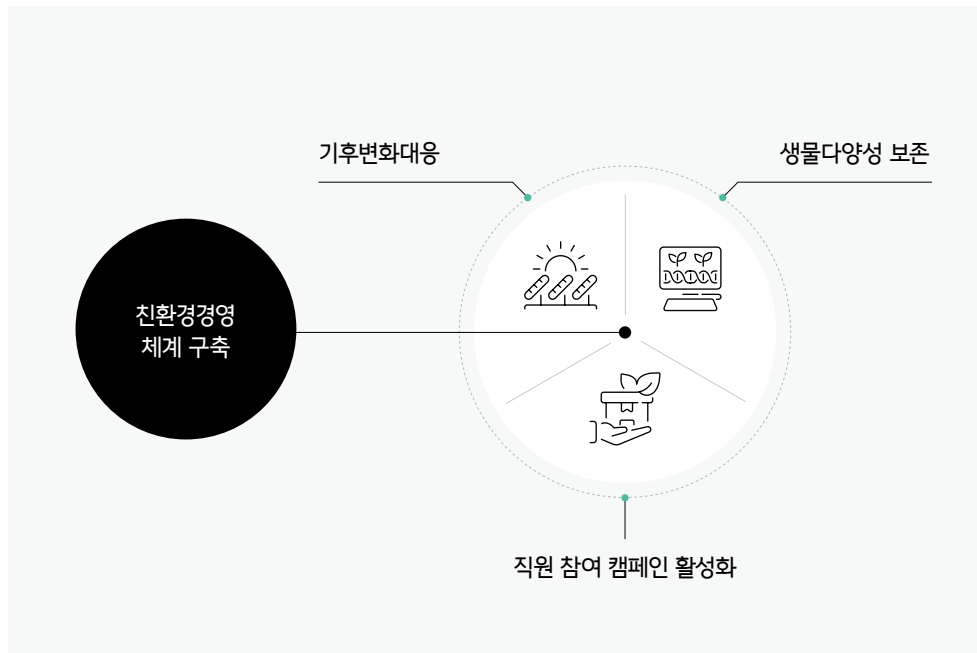 기후변화대응
생물다양성 보존
친환경경영
체계 구축
직원 참여 캠페인 활성화